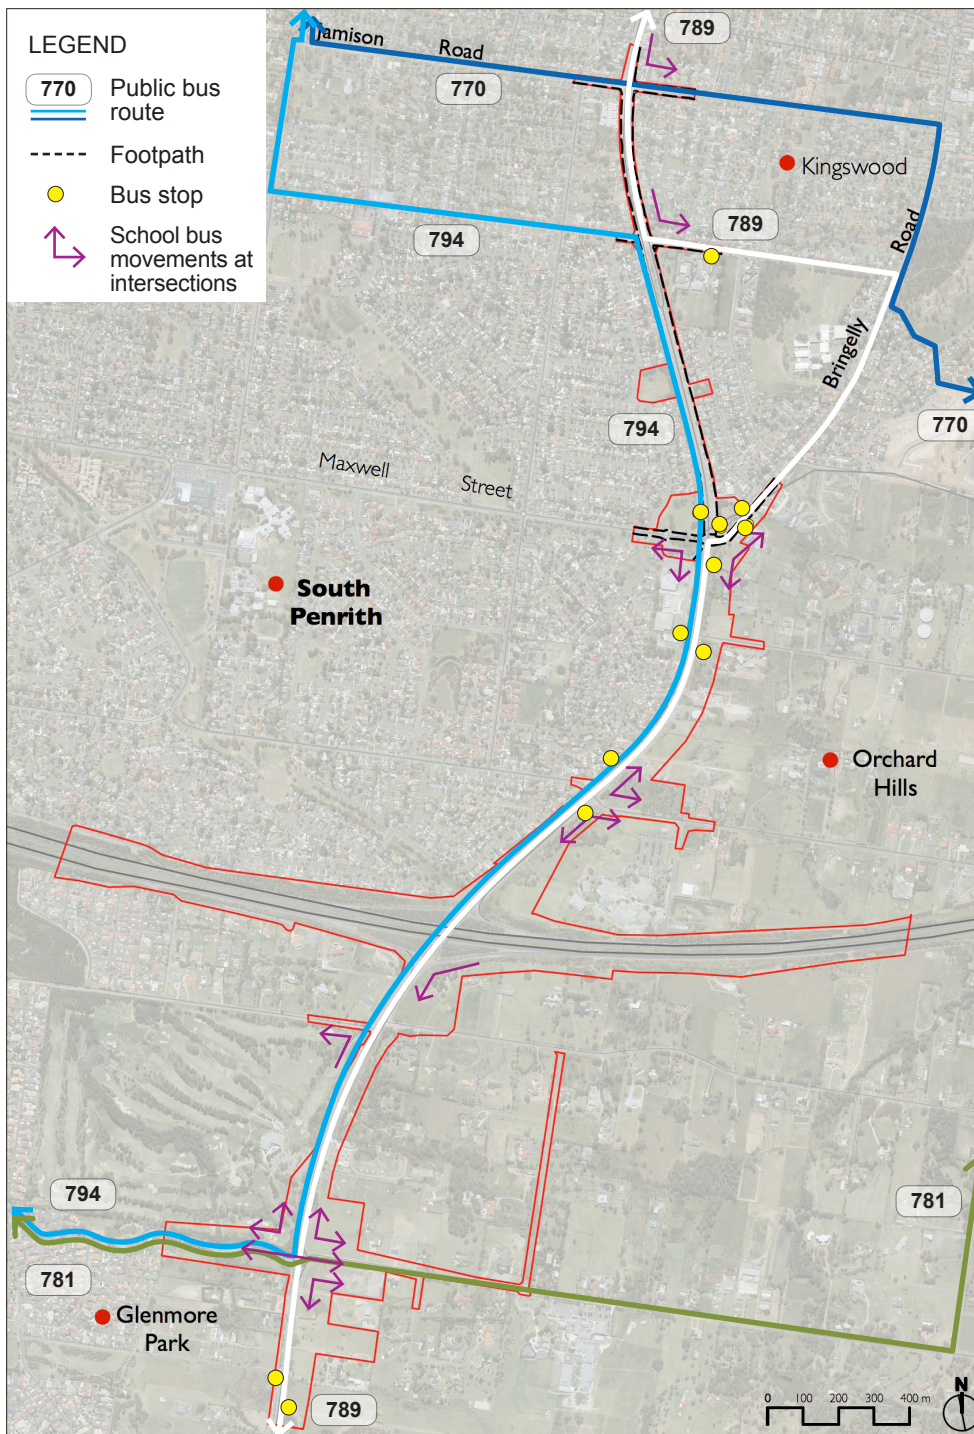 LEGEND
770
Public bus
route
Footpath
Bus stop
School bus
movements at
intersections
Jamison Road
789
770
Kingswood
789
794
Road
Bringelly
794
770
Maxwell
Street
South
Penrith
Orchard
Hills
794
781
781
Glenmore
Park
789
0 100 200 300 400 m
N